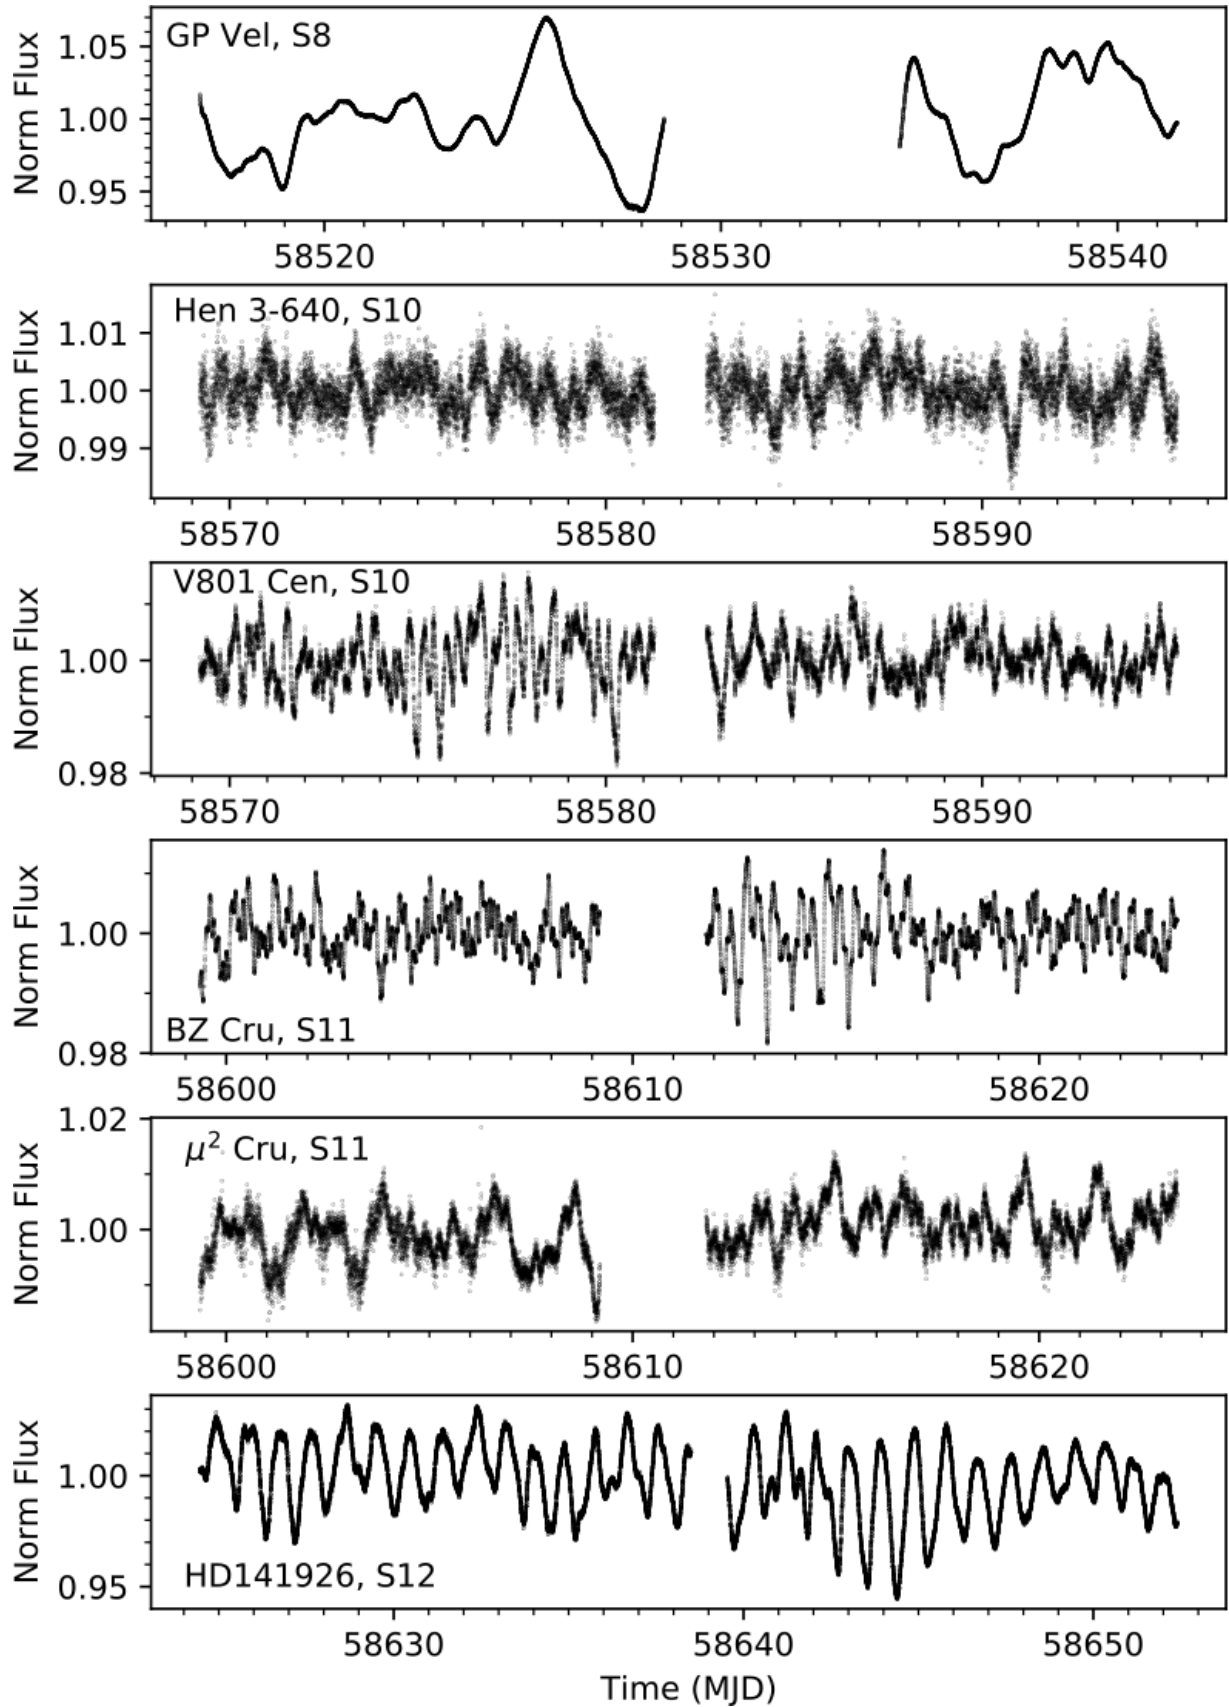 GP Vel, S8
Norm Flux
1.05
1.00
0.95
58520 58530 58540
Hen 3-640, S10
Norm Flux
1.01
1.00
0.99
58570 58580 58590
V801 Cen, S10
Norm Flux
1.00
0.98
58570 58580 58590
Norm Flux
1.00
BZ Cru, S11
0.98
58600 58610 58620
1.02
μ² Cru, S11
Norm Flux
1.00
58600 58610 58620
Norm Flux
1.00
HD141926, S12
0.95
58630 58640 58650
Time (MJD)